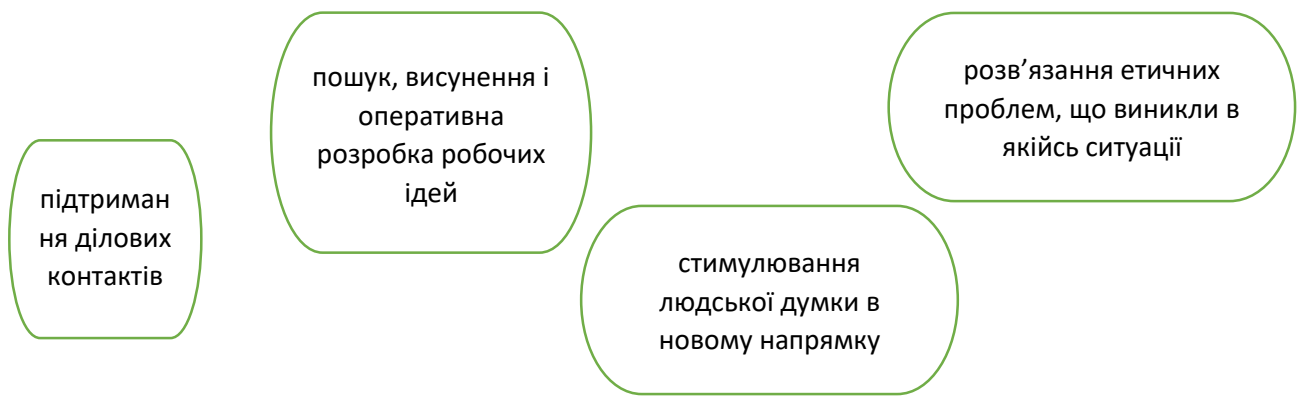 підтриман
ня ділових
контактів
пошук, висунення і
оперативна
розробка робочих
ідей
стимулювання
людської думки в
новому напрямку
розв’язання етичних
проблем, що виникли в
якійсь ситуації